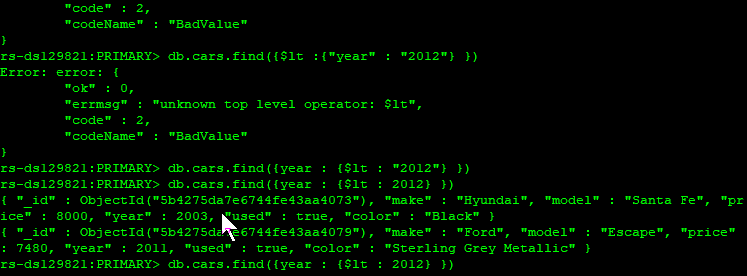 "code" : 2,
"codeName" : "BadValue"
}
rs-ds129821:PRIMARY> db.cars.find({$lt :{"year" : "2012"} })
Error: error: {
"ok" : 0,
"errmsg" : "unknown top level operator: $lt",
"code" : 2,
"codeName" : "BadValue"
}
rs-ds129821:PRIMARY> db.cars.find({year : {$lt : "2012"} })
rs-ds129821:PRIMARY> db.cars.find({year : {$lt : 2012} })
{ "_id" : ObjectId("5b4275da7e6744fe43aa4073"), "make" : "Hyundai", "model" : "Santa Fe", "pr
ice" : 8000, "year" : 2003, "used" : true, "color" : "Black" }
{ "_id" : ObjectId("5b4275da7e6744fe43aa4079"), "make" : "Ford", "model" : "Escape", "price"
: 7480, "year" : 2011, "used" : true, "color" : "Sterling Grey Metallic" }
rs-ds129821:PRIMARY> db.cars.find({year : {$lt : 2012} })